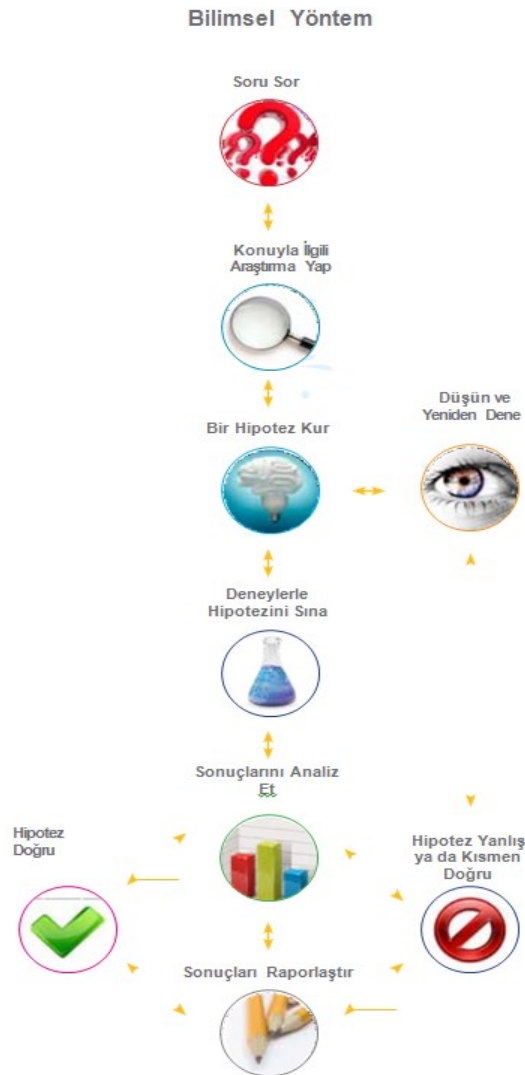 Bilimsel Yöntem
Soru Sor
Konuyla İlgili
Araştırma Yap
Bir Hipotez Kur
Düşün ve
Yeniden Dene
Deneylerle
Hipotezini Sına
Sonuçlarını Analiz
Et
Hipotez
Doğru
Hipotez Yanlış
ya da Kısmen
Doğru
Sonuçları Raporlaştır